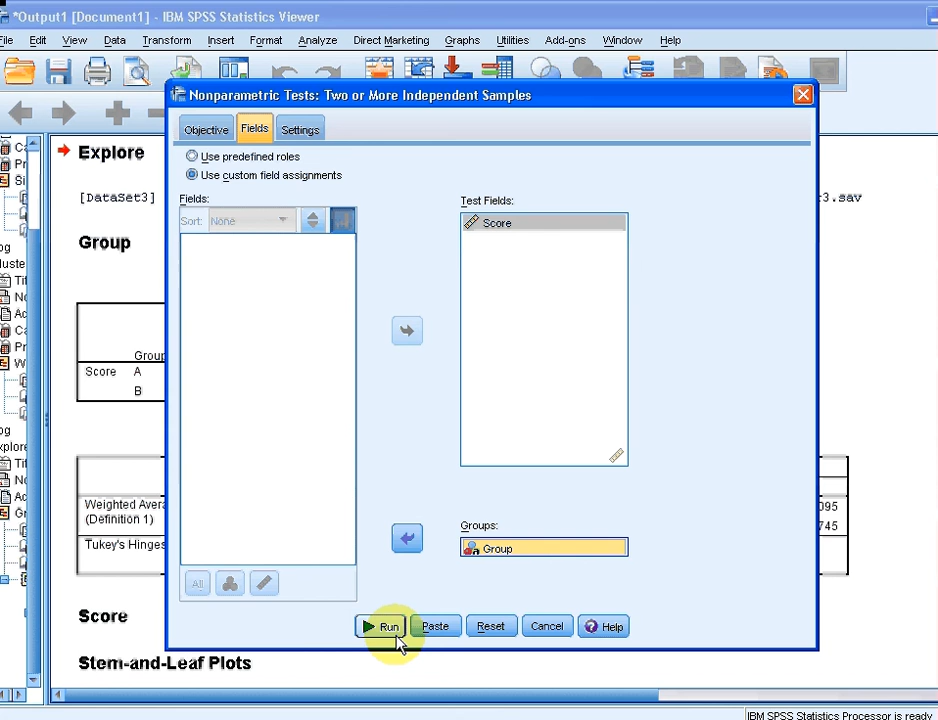 *Output1 [Document1] - IBM SPSS Statistics Viewer
File Edit View Data Transform Insert Format Analyze Direct Marketing Graphs Utilities Add-ons Window Help
Nonparametric Tests: Two or More Independent Samples
Objective Fields Settings
Use predefined roles
Use custom field assignments
Fields:
Sort: None
All
Test Fields:
Score
Groups:
Group
Run Paste Reset Cancel Help
Explore
[DataSet3]
3.sav
Group
Group
Score A
B
Weighted Avera
(Definition 1)
Tukey's Hinges
095
745
Score
Stem-and-Leaf Plots
IBM SPSS Statistics Processor is ready